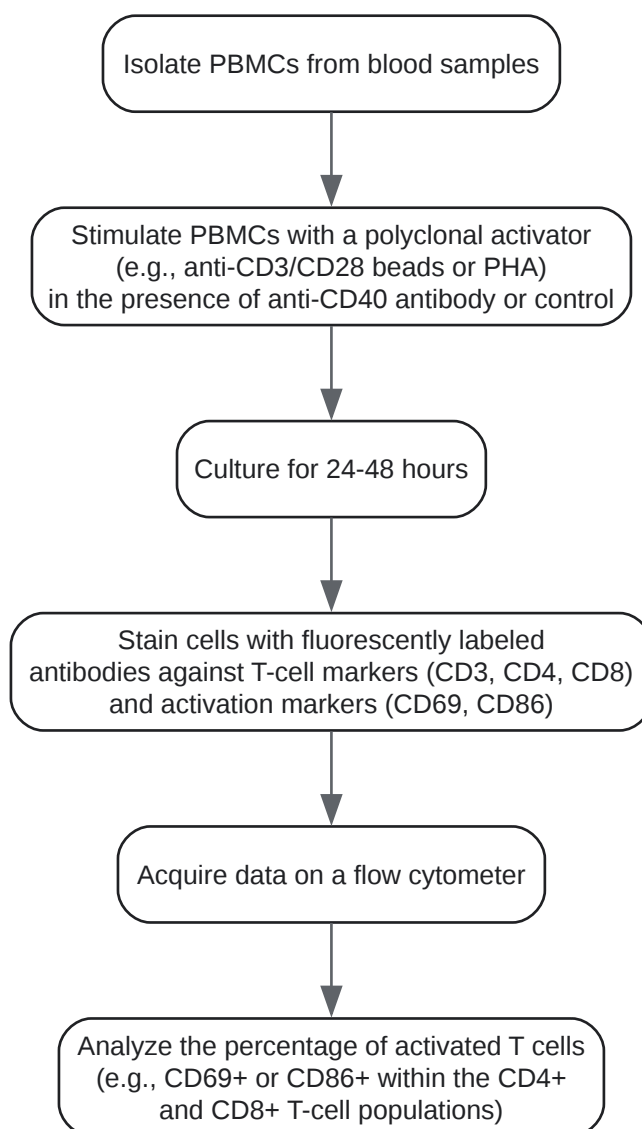 Isolate PBMCs from blood samples
Stimulate PBMCs with a polyclonal activator
(e.g., anti-CD3/CD28 beads or PHA)
in the presence of anti-CD40 antibody or control
Culture for 24-48 hours
Stain cells with fluorescently labeled
antibodies against T-cell markers (CD3, CD4, CD8)
and activation markers (CD69, CD86)
Acquire data on a flow cytometer
Analyze the percentage of activated T cells
(e.g., CD69+ or CD86+ within the CD4+
and CD8+ T-cell populations)